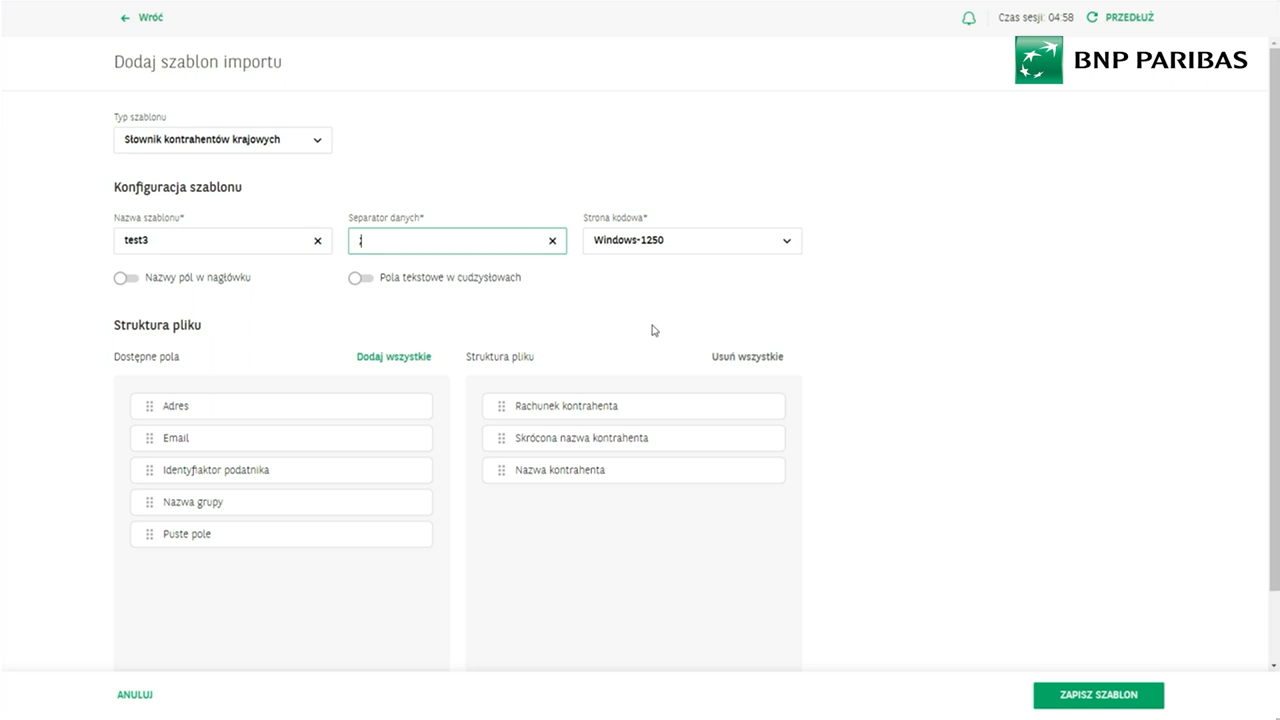 Wróć
Czas sesji: 04:58 PRZEDŁUŻ
Dodaj szablon importu
BNP PARIBAS
Typ szablonu
Słownik kontrahentów krajowych
Konfiguracja szablonu
Nazwa szablonu* Separator danych* Strona kodowa*
test3 ; Windows-1250
Nazwy pól w nagłówku Pola tekstowe w cudzysłowach
Struktura pliku
Dostępne pola Dodaj wszystkie Struktura pliku Usuń wszystkie
Adres Rachunek kontrahenta
Email Skrócona nazwa kontrahenta
Identyfiaktor podatnika Nazwa kontrahenta
Nazwa grupy
Puste pole
ANULUJ ZAPISZ SZABLON